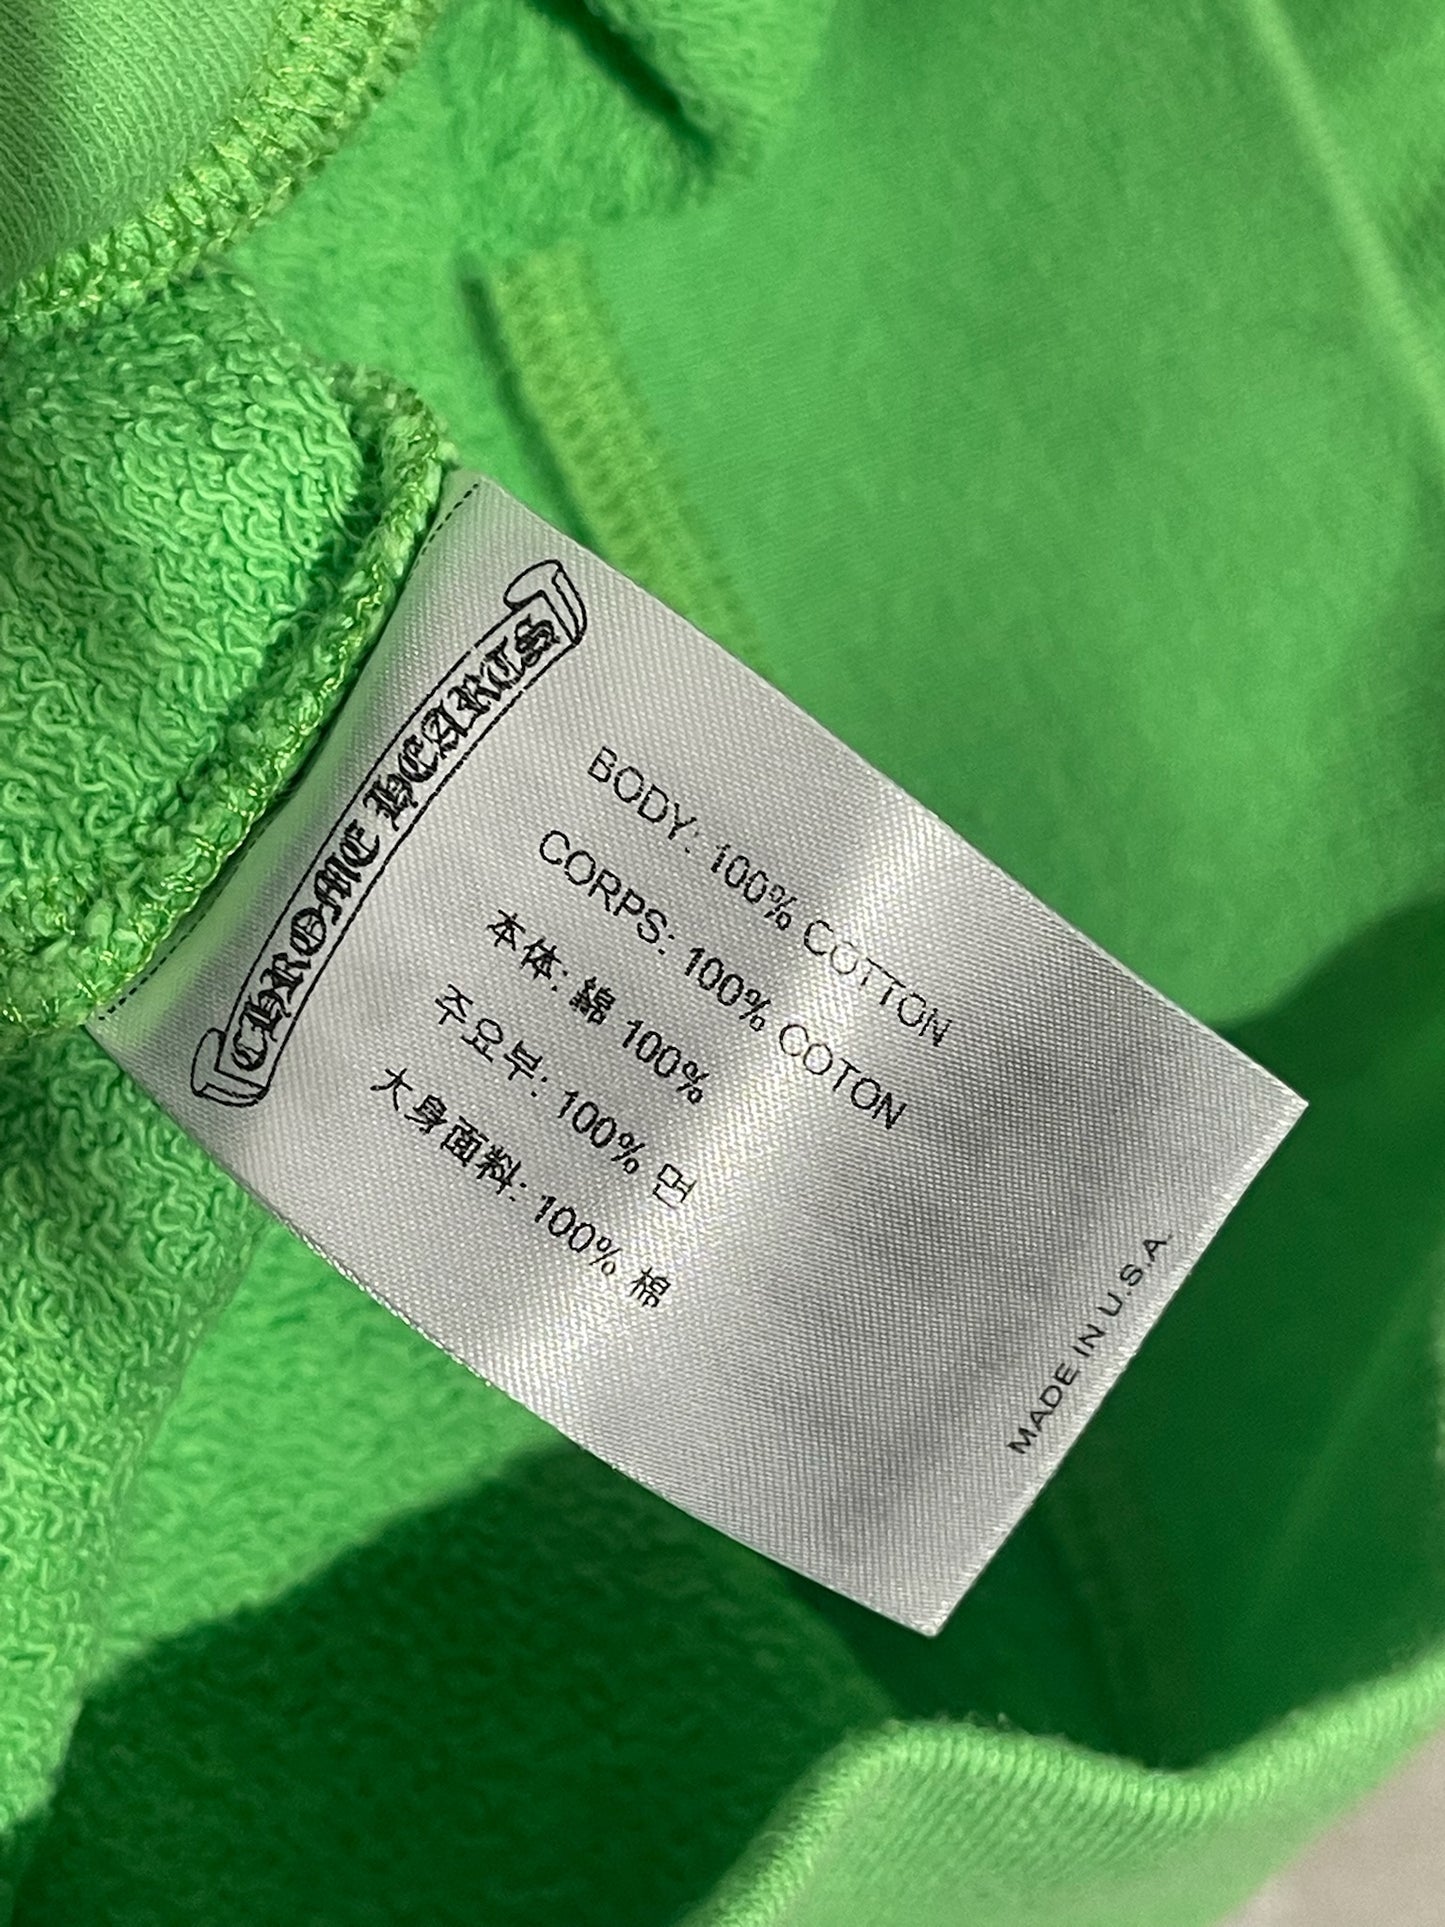 CHROME HEARTS
BODY: 100% COTTON
CORPS: 100% COTON
本体: 綿 100%
주요부: 100% 면
大身面料: 100% 棉
MADE IN U.S.A.